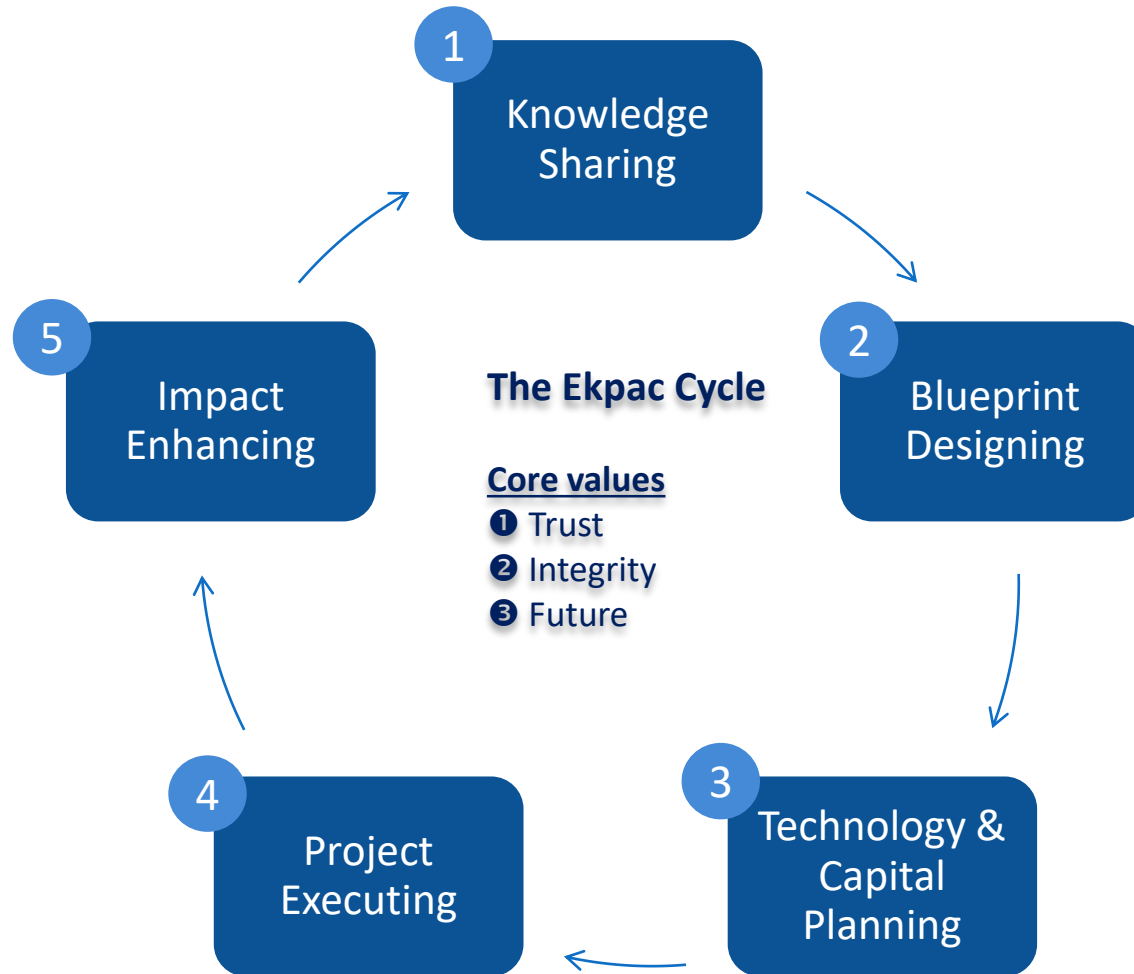 1
Knowledge
Sharing
2
Blueprint
Designing
3
Technology &
Capital
Planning
4
Project
Executing
5
Impact
Enhancing
The Ekpac Cycle
Core values
❶ Trust
❷ Integrity
❸ Future